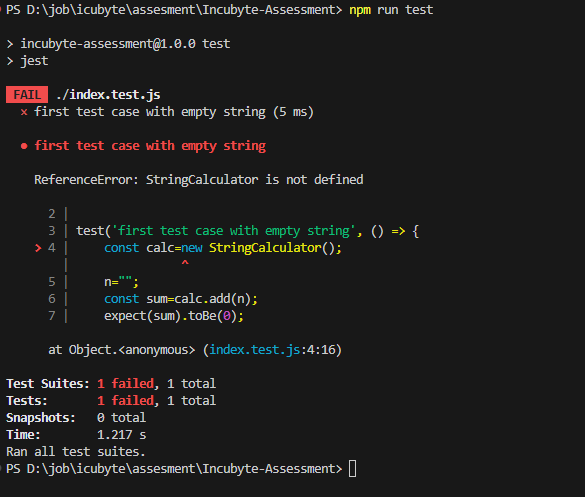 PS D:\job\icubyte\assesment\Incubyte-Assessment> npm run test
> incubyte-assessment@1.0.0 test
> jest
FAIL ./index.test.js
× first test case with empty string (5 ms)
● first test case with empty string
ReferenceError: StringCalculator is not defined
2 |
3 | test('first test case with empty string', () => {
> 4 |     const calc=new StringCalculator();
|                ^
5 |     n="";
6 |     const sum=calc.add(n);
7 |     expect(sum).toBe(0);
at Object.<anonymous> (index.test.js:4:16)
Test Suites: 1 failed, 1 total
Tests:       1 failed, 1 total
Snapshots:   0 total
Time:        1.217 s
Ran all test suites.
PS D:\job\icubyte\assesment\Incubyte-Assessment>